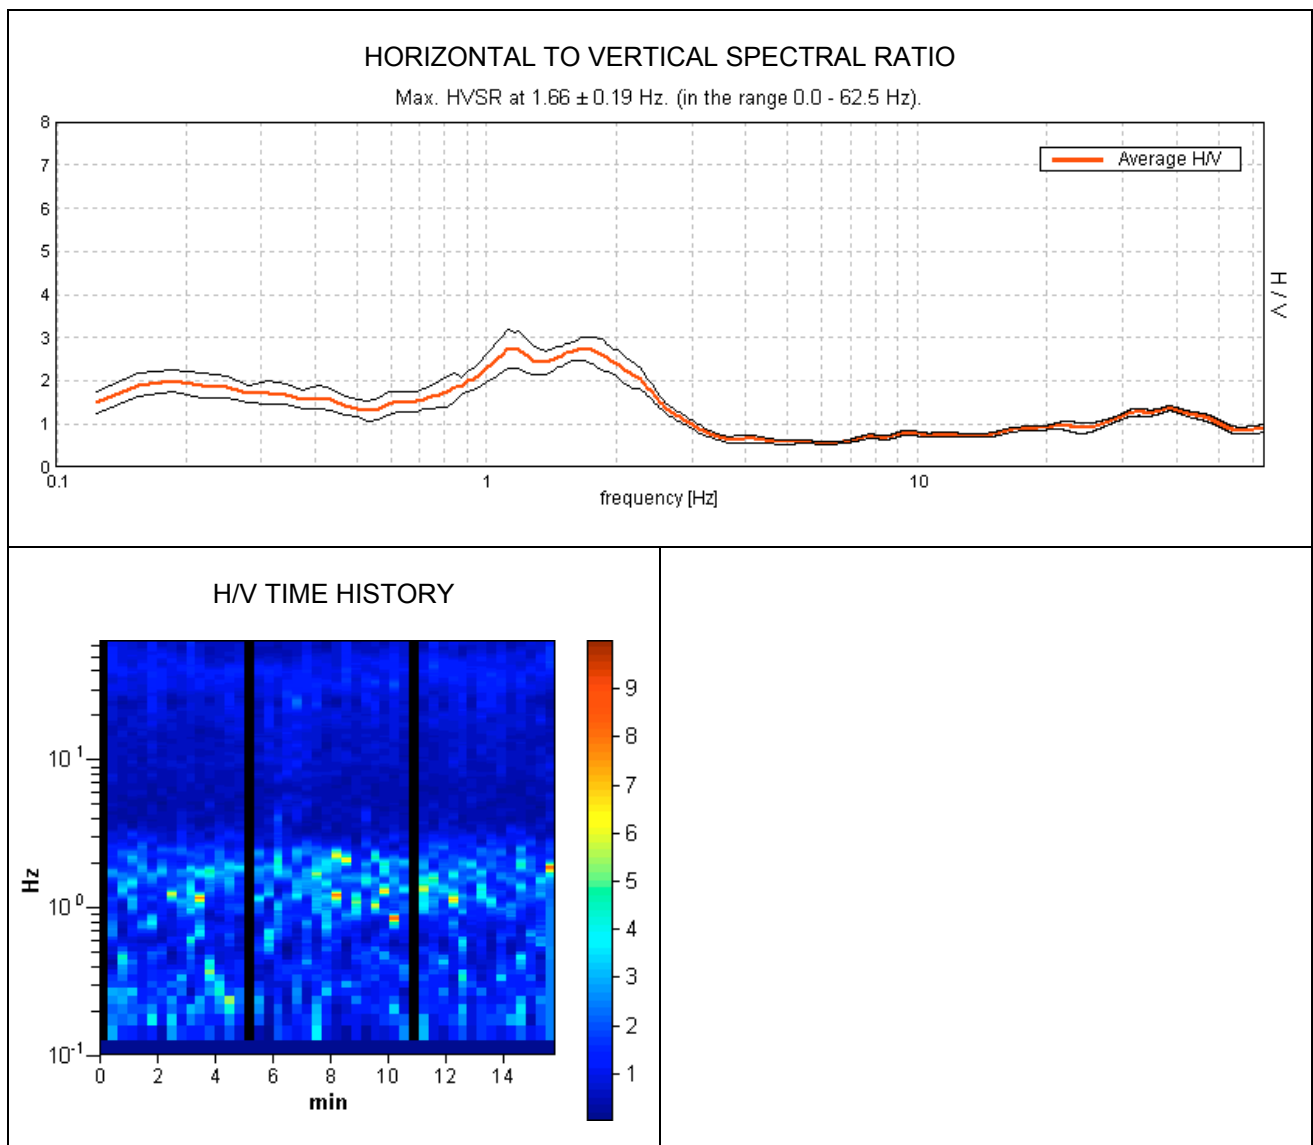 HORIZONTAL TO VERTICAL SPECTRAL RATIO
Max. HVSR at 1.66 ± 0.19 Hz. (in the range 0.0 - 62.5 Hz).
8
7
6
5
4
3
2
1
0
Average H/V
H / V
0.1 1 10
frequency [Hz]
H/V TIME HISTORY
Hz
10¹
10⁰
10⁻¹
0 2 4 6 8 10 12 14
min
9
8
7
6
5
4
3
2
1